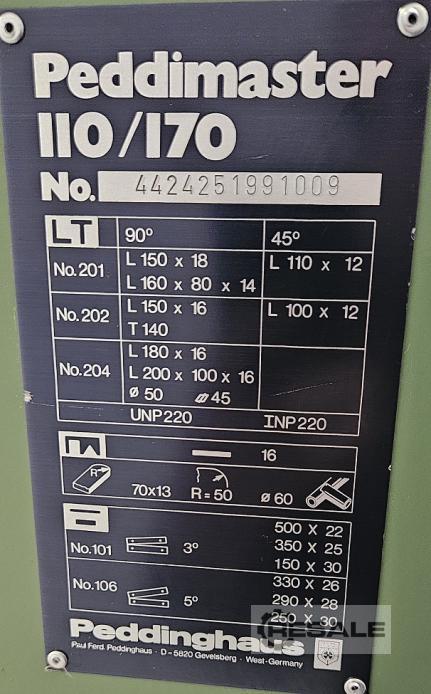 Peddimaster
110/170
No. 4424251991009
LT 90° 45°
No.201 L 150 x 18 L 110 x 12
L 160 x 80 x 14
No.202 L 150 x 16 L 100 x 12
T 140
No.204 L 180 x 16
L 200 x 100 x 16
ø 50 45
UNP220 INP220
16
R 70x13 R=50 ø 60
500 X 22
No.101 3° 350 X 25
150 X 30
No.106 330 X 26
5° 290 X 28
250 X 30
Peddinghaus
Paul Ferd. Peddinghaus · D-5820 Gevelsberg · West-Germany
RESALE